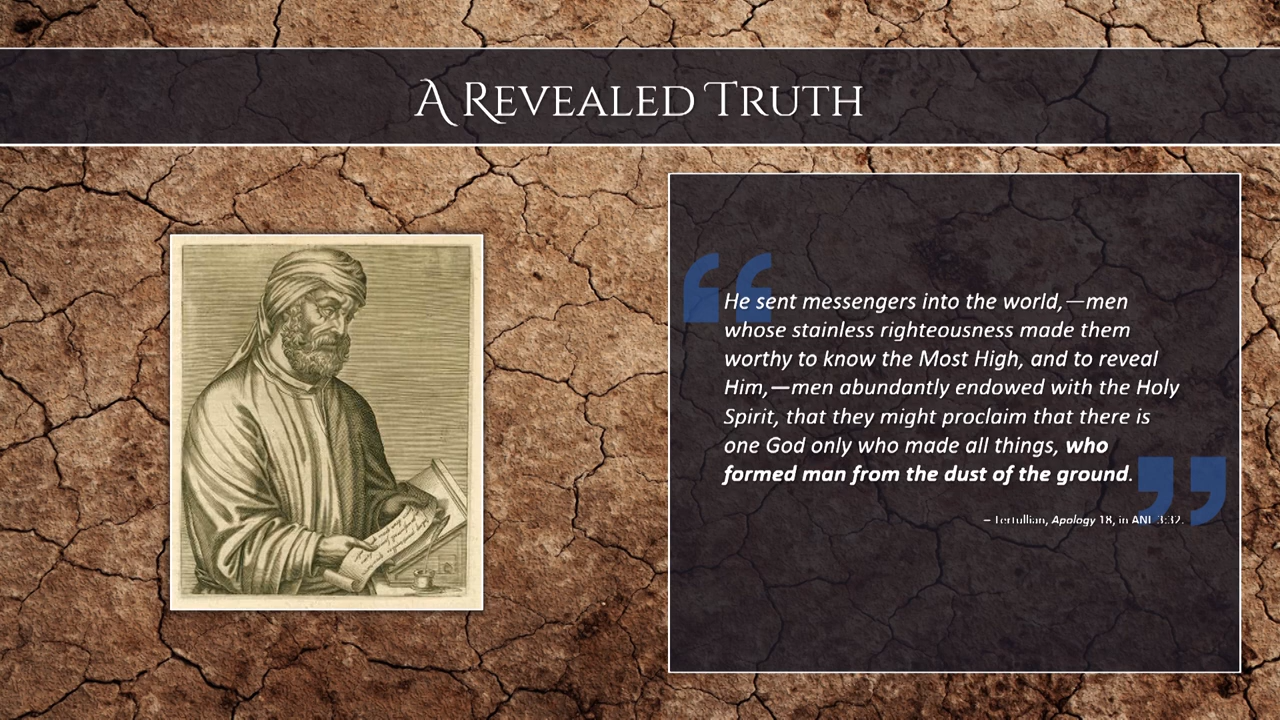 A Revealed Truth
He sent messengers into the world,—men
whose stainless righteousness made them
worthy to know the Most High, and to reveal
Him,—men abundantly endowed with the Holy
Spirit, that they might proclaim that there is
one God only who made all things, who
formed man from the dust of the ground.
– Tertullian, Apology 18, in ANF 3:32.